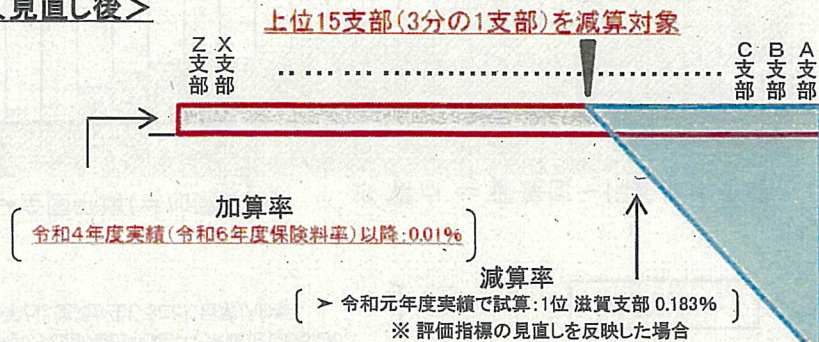 見直し後＞
上位15支部(3分の1支部)を減算対象
Z支部
X支部
C支部
B支部
A支部
加算率
令和4年度実績(令和6年度保険料率)以降:0.01%
減算率
➢ 令和元年度実績で試算:1位 滋賀支部 0.183%
※ 評価指標の見直しを反映した場合